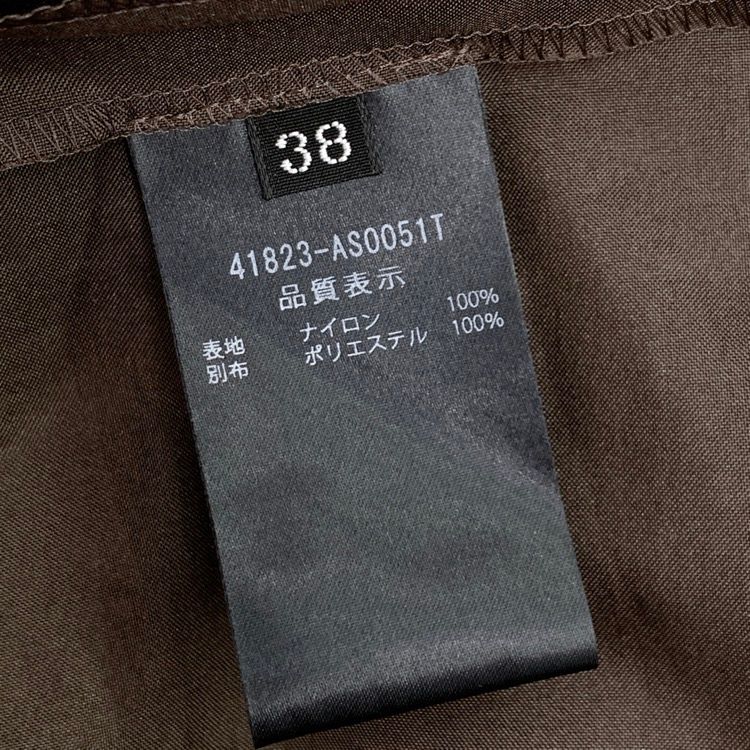 38
41823-AS0051T
品質表示
表地 ナイロン 100%
別布 ポリエステル 100%